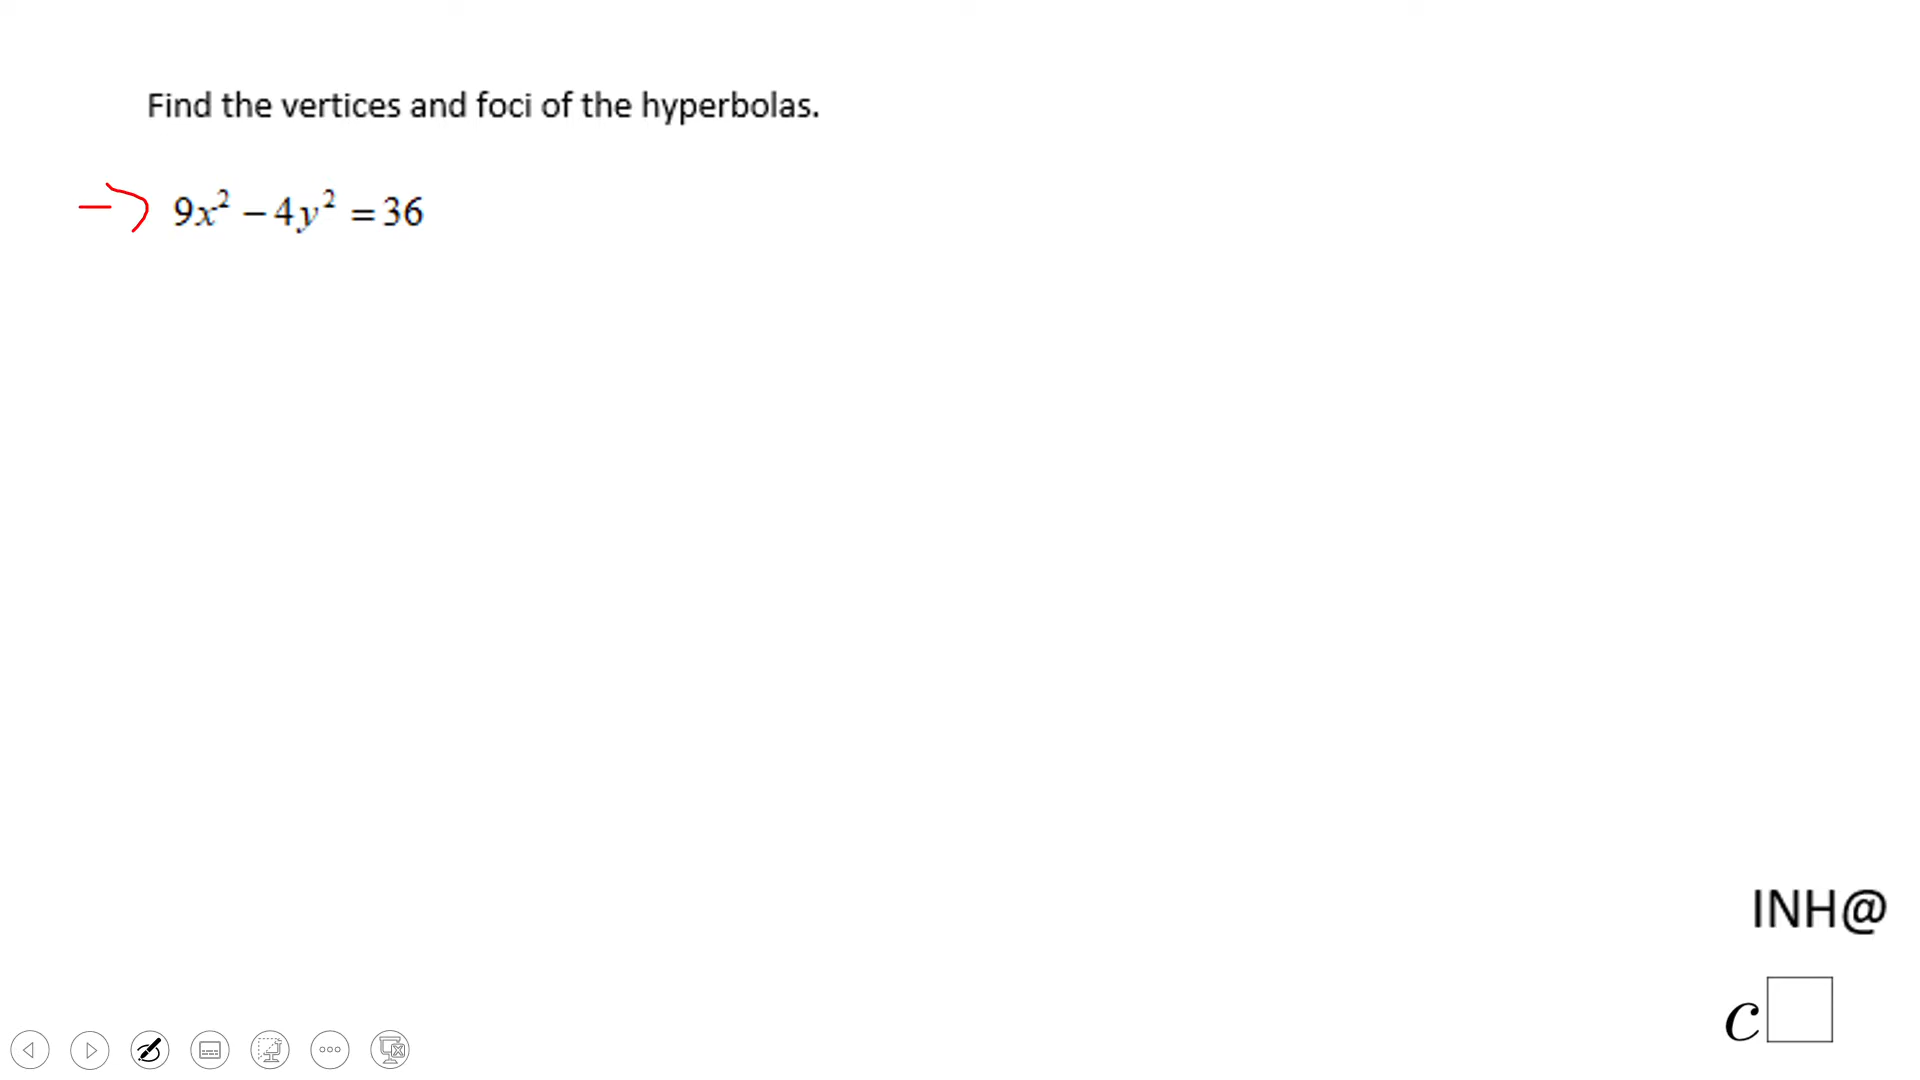 Find the vertices and foci of the hyperbolas.
→ 9x² − 4y² = 36
INH@
c□